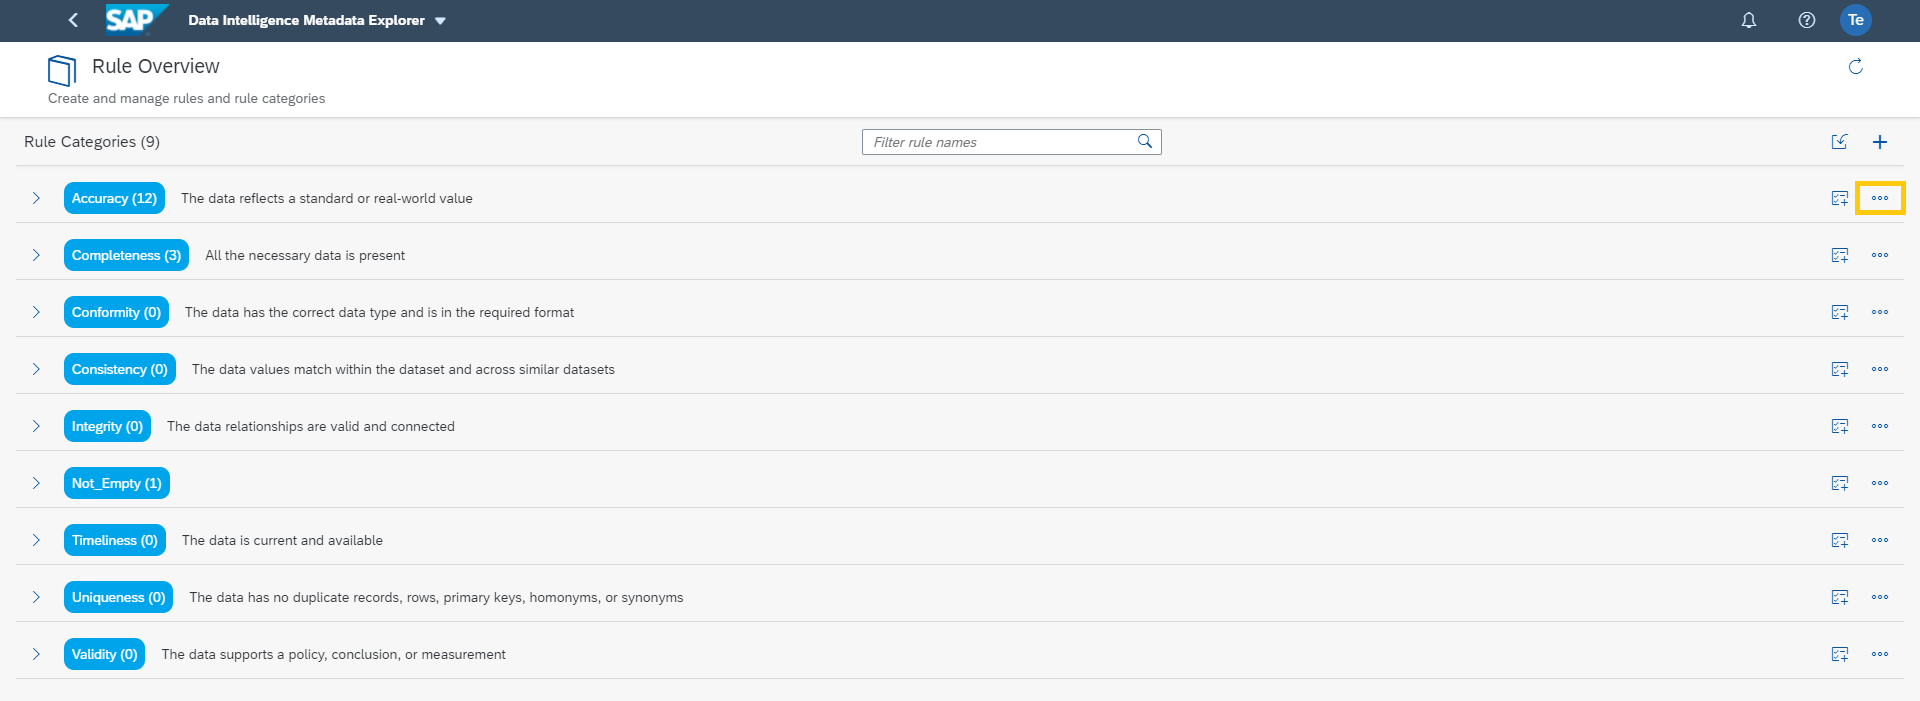 SAP Data Intelligence Metadata Explorer Te
Rule Overview
Create and manage rules and rule categories
Rule Categories (9) Filter rule names
Accuracy (12) The data reflects a standard or real-world value
Completeness (3) All the necessary data is present
Conformity (0) The data has the correct data type and is in the required format
Consistency (0) The data values match within the dataset and across similar datasets
Integrity (0) The data relationships are valid and connected
Not_Empty (1)
Timeliness (0) The data is current and available
Uniqueness (0) The data has no duplicate records, rows, primary keys, homonyms, or synonyms
Validity (0) The data supports a policy, conclusion, or measurement